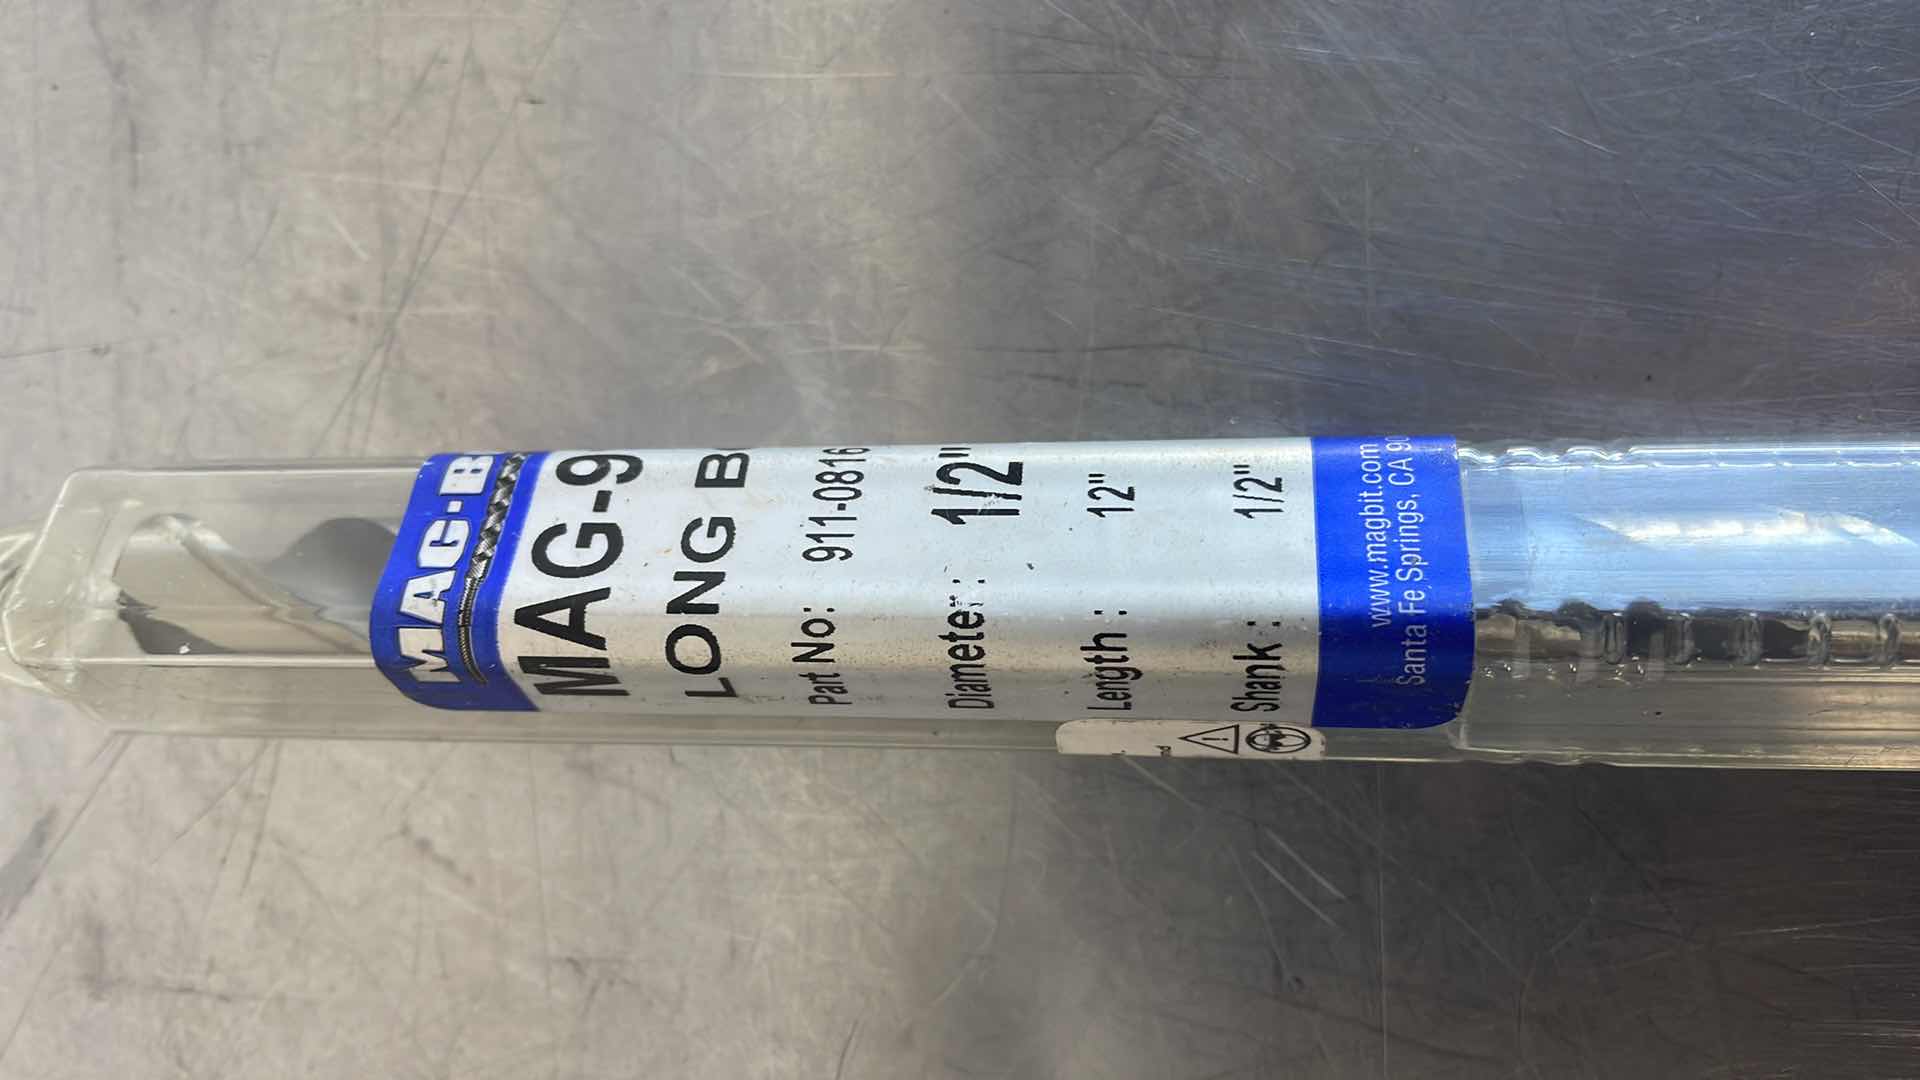 MAG-B
MAG-9
LONG B
Part No: 911-0816
Diameter: 1/2"
Length: 12"
Shank: 1/2"
www.magbit.com
Santa Fe Springs, CA 90